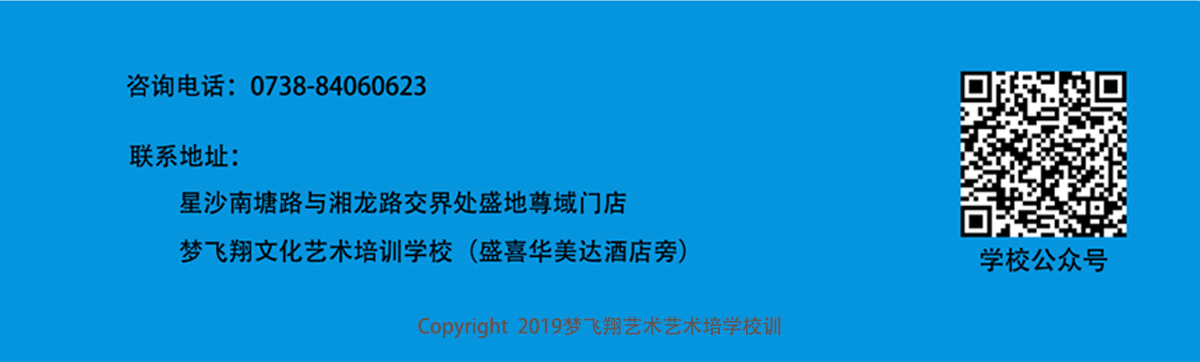 咨询电话：0738-84060623
联系地址：
星沙南塘路与湘龙路交界处盛地尊域门店
梦飞翔文化艺术培训学校（盛喜华美达酒店旁）
学校公众号
Copyright 2019梦飞翔艺术艺术培学校训